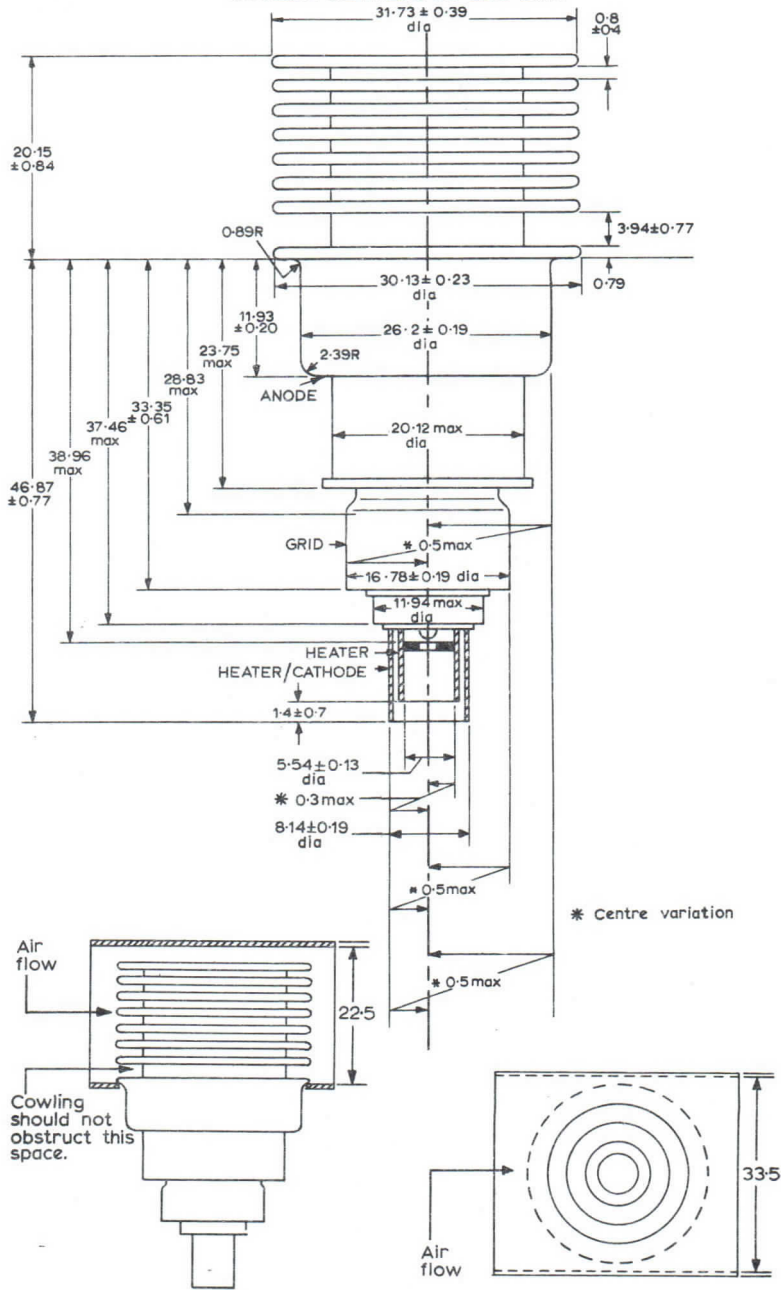 31·73 ± 0·39
dia
0·8
±0·4
20·15
±0·84
3·94±0·77
0·89R
30·13± 0·23
dia
0·79
11·93
±0·20
26·2±0·19
dia
23·75
max
2·39R
28·83
max
ANODE
33·35
±0·61
37·46
max
20·12 max
dia
38·96
max
46·87
±0·77
GRID
* 0·5max
16·78±0·19 dia
11·94 max
dia
HEATER
HEATER/CATHODE
1·4±0·7
5·54±0·13
dia
* 0·3max
8·14±0·19
dia
* 0·5max
* Centre variation
* 0·5max
Air
flow
22·5
Cowling
should not
obstruct this
space.
33·5
Air
flow